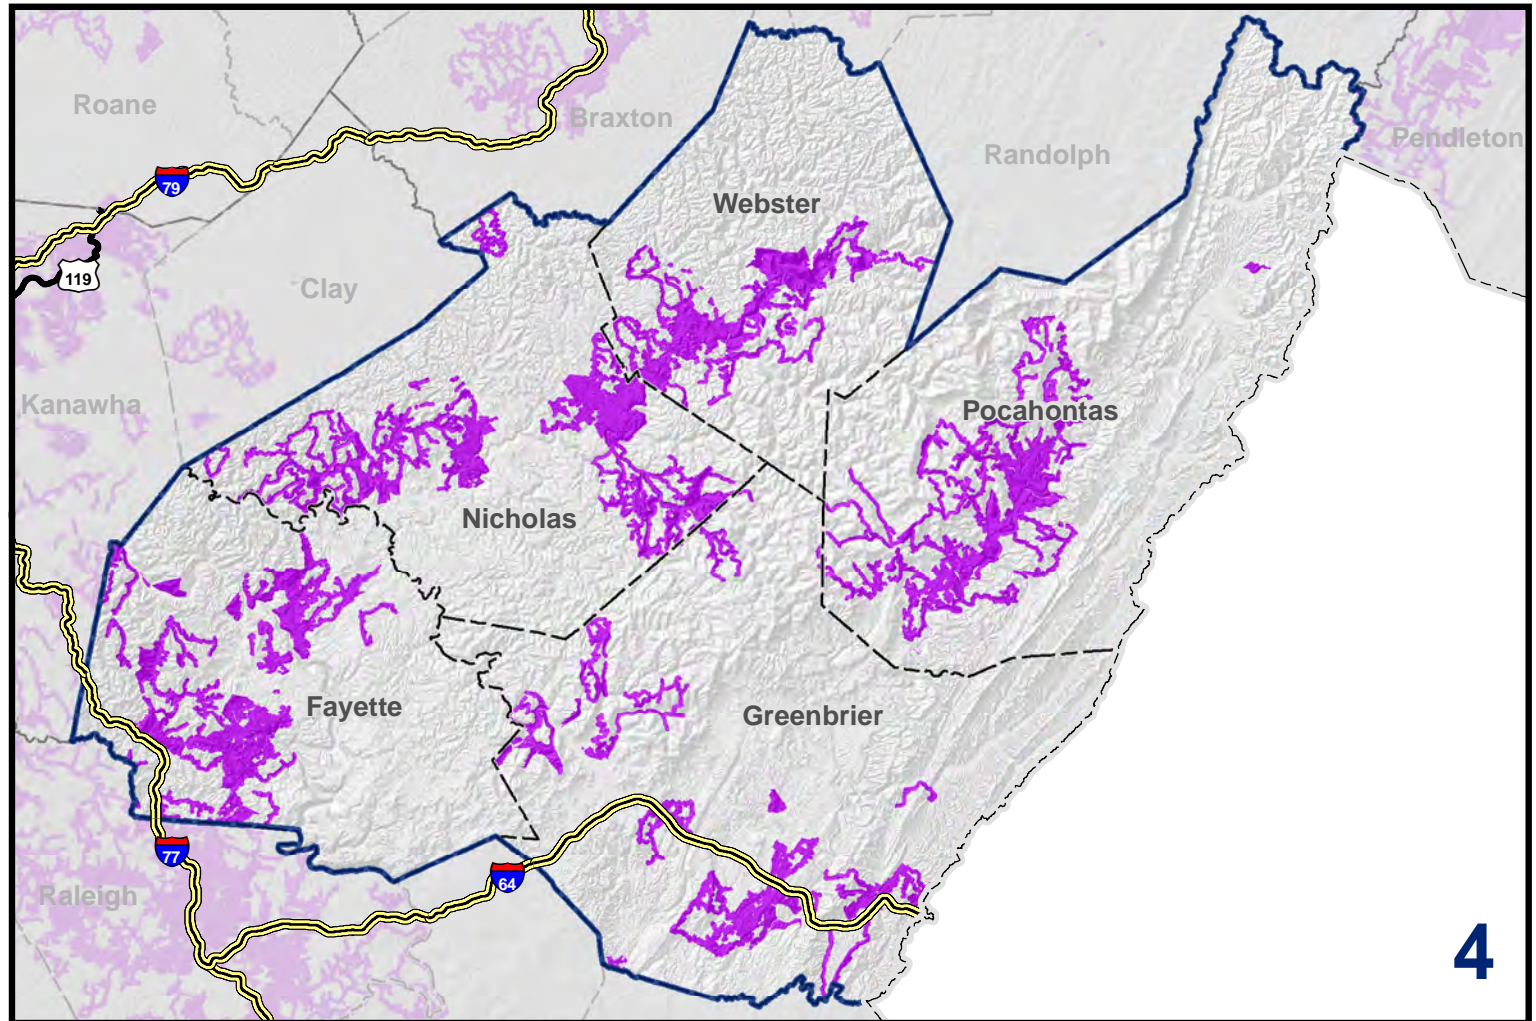 Roane
Braxton
Pendleton
Randolph
79
Webster
119
Clay
Kanawha
Pocahontas
Nicholas
Fayette
Greenbrier
77
64
Raleigh
4